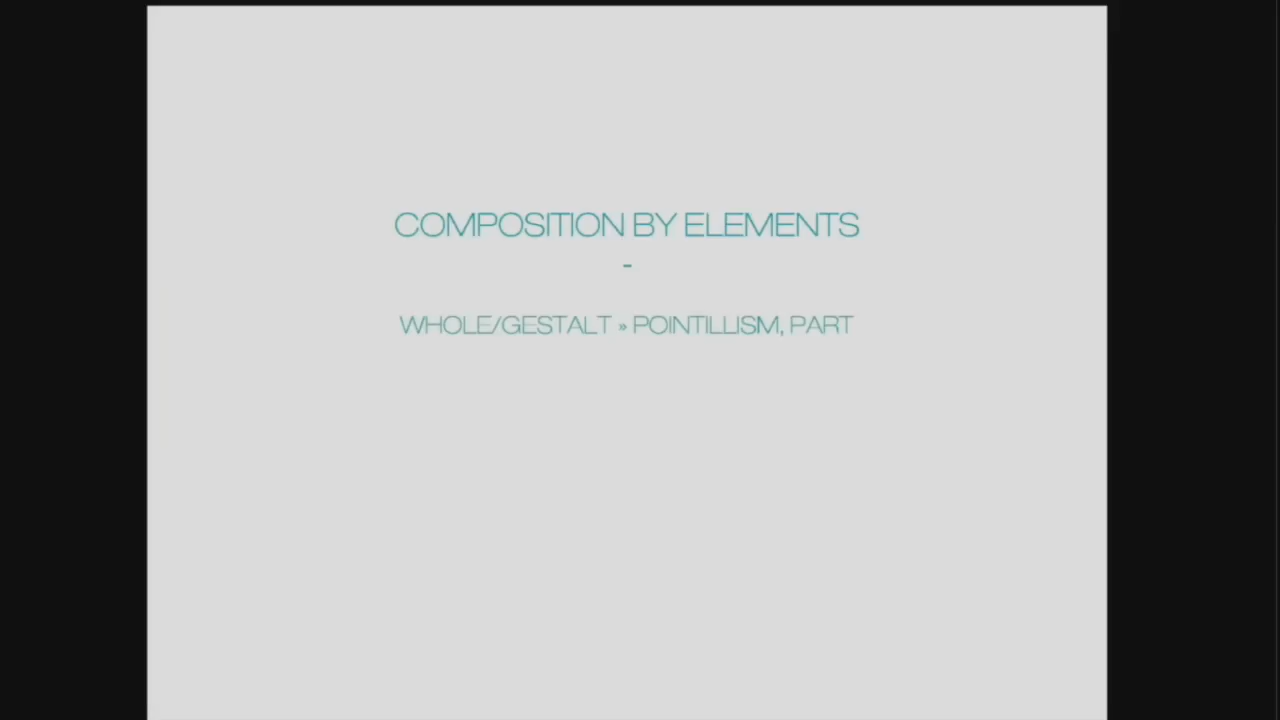 COMPOSITION BY ELEMENTS
-
WHOLE/GESTALT » POINTILLISM, PART